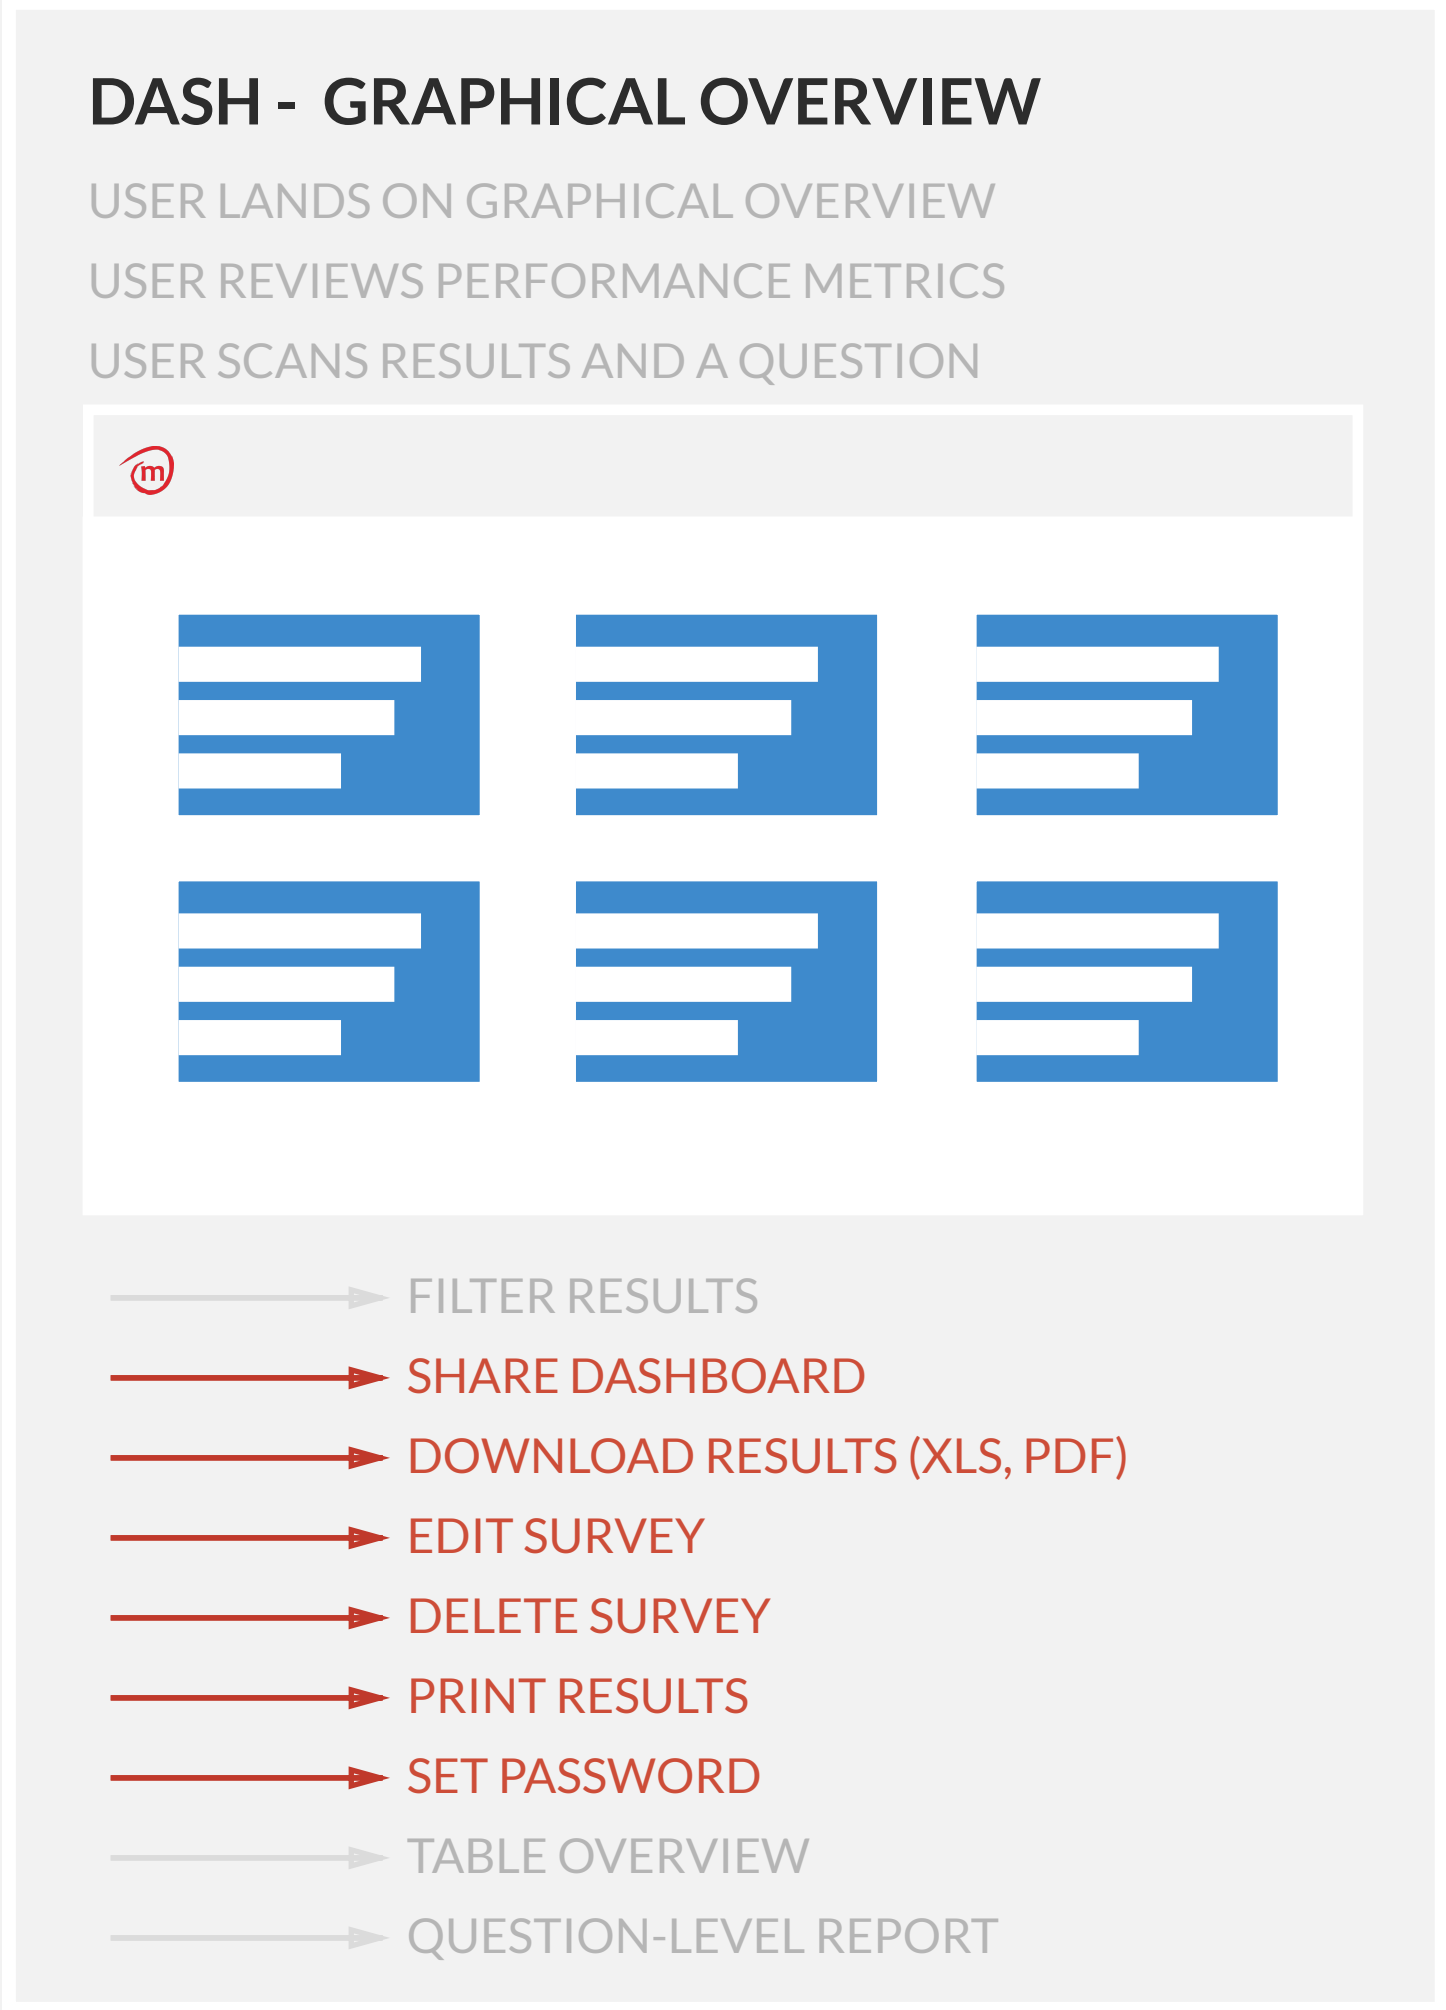 DASH - GRAPHICAL OVERVIEW
USER LANDS ON GRAPHICAL OVERVIEW
USER REVIEWS PERFORMANCE METRICS
USER SCANS RESULTS AND A QUESTION
m
FILTER RESULTS
SHARE DASHBOARD
DOWNLOAD RESULTS (XLS, PDF)
EDIT SURVEY
DELETE SURVEY
PRINT RESULTS
SET PASSWORD
TABLE OVERVIEW
QUESTION-LEVEL REPORT